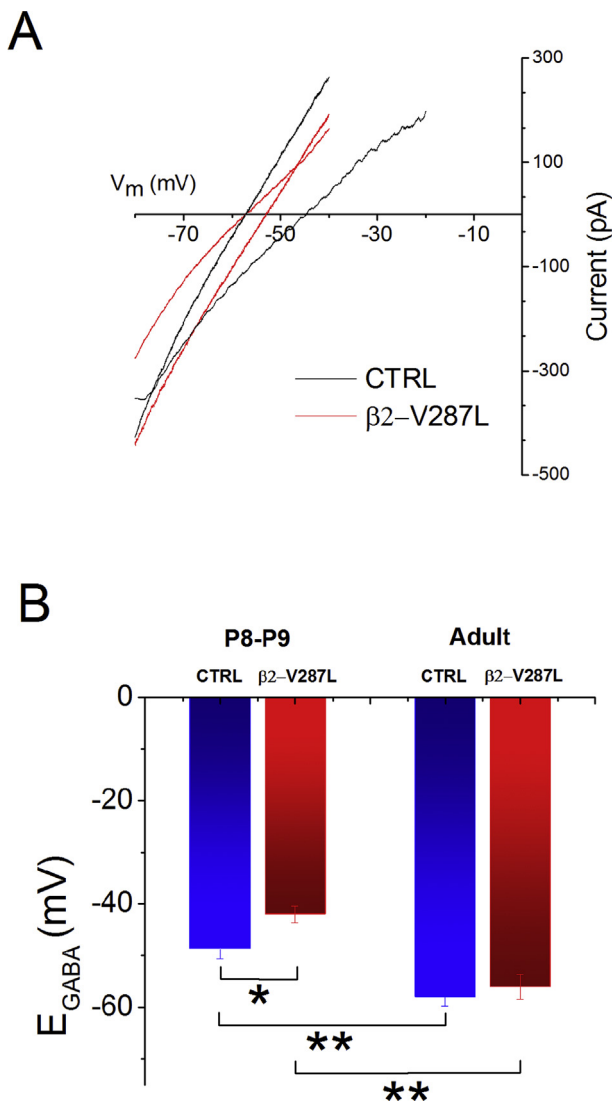 A
300
100
-100
-300
-500
Current (pA)
Vm (mV)
-70
-50
-30
-10
CTRL
β2–V287L
B
P8-P9
Adult
CTRL
β2–V287L
CTRL
β2–V287L
0
-20
-40
-60
EGABA (mV)
*
**
**